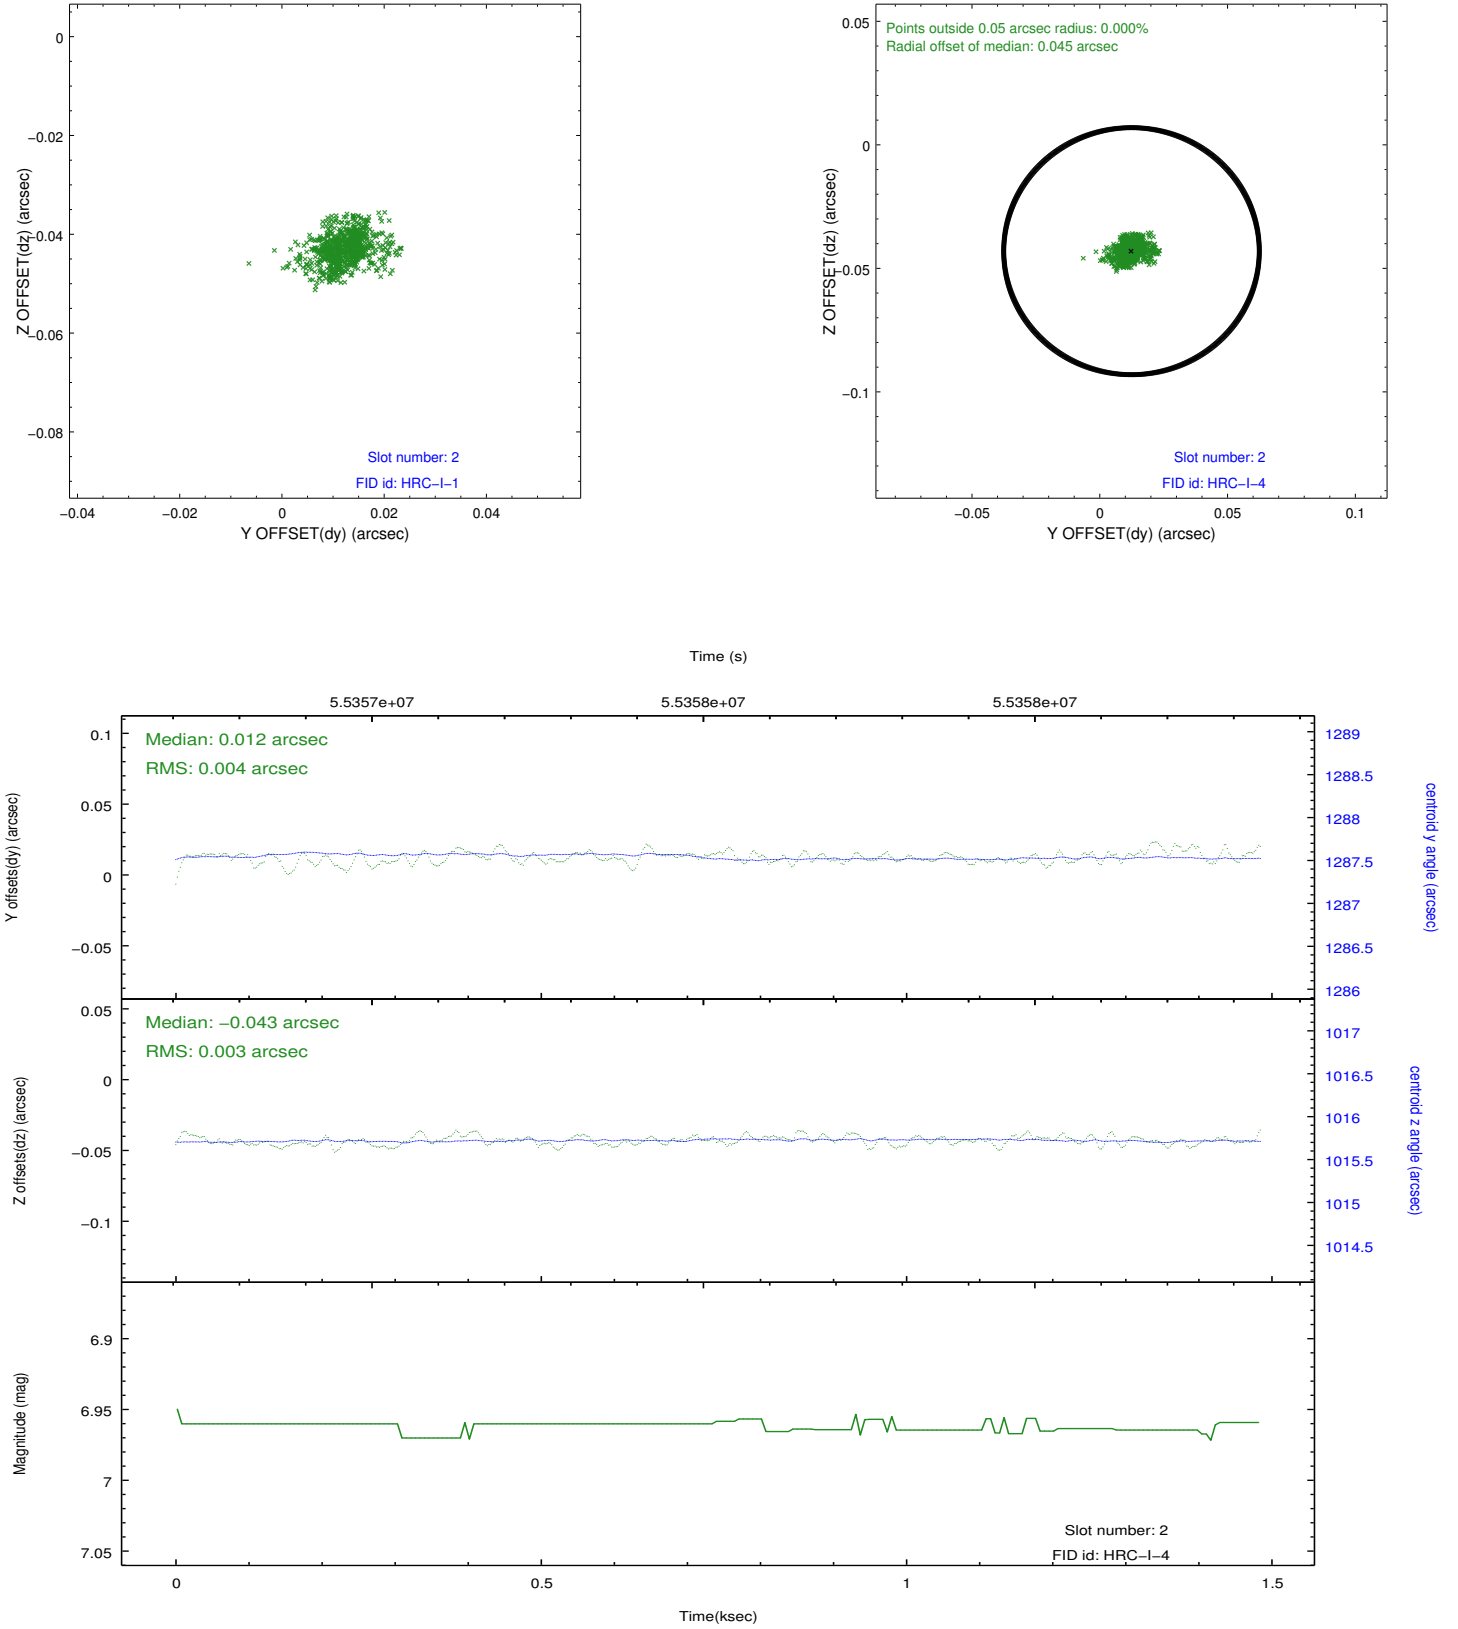 0
−0.02
−0.04
−0.06
−0.08
Z OFFSET(dz) (arcsec)
Slot number: 2
FID id: HRC−I−1
−0.04
−0.02
0
0.02
0.04
Y OFFSET(dy) (arcsec)
Points outside 0.05 arcsec radius: 0.000%
Radial offset of median: 0.045 arcsec
0.05
0
−0.05
−0.1
Z OFFSET(dz) (arcsec)
Slot number: 2
FID id: HRC−I−4
−0.05
0
0.05
0.1
Y OFFSET(dy) (arcsec)
Time (s)
5.5357e+07
5.5358e+07
5.5358e+07
Median: 0.012 arcsec
RMS: 0.004 arcsec
0.1
0.05
0
−0.05
Y offsets(dy) (arcsec)
1289
1288.5
1288
1287.5
1287
1286.5
1286
centroid y angle (arcsec)
Median: −0.043 arcsec
RMS: 0.003 arcsec
0.05
0
−0.05
−0.1
Z offsets(dz) (arcsec)
1017
1016.5
1016
1015.5
1015
1014.5
centroid z angle (arcsec)
6.9
6.95
7
7.05
Magnitude (mag)
Slot number: 2
FID id: HRC−I−4
0
0.5
1
1.5
Time(ksec)